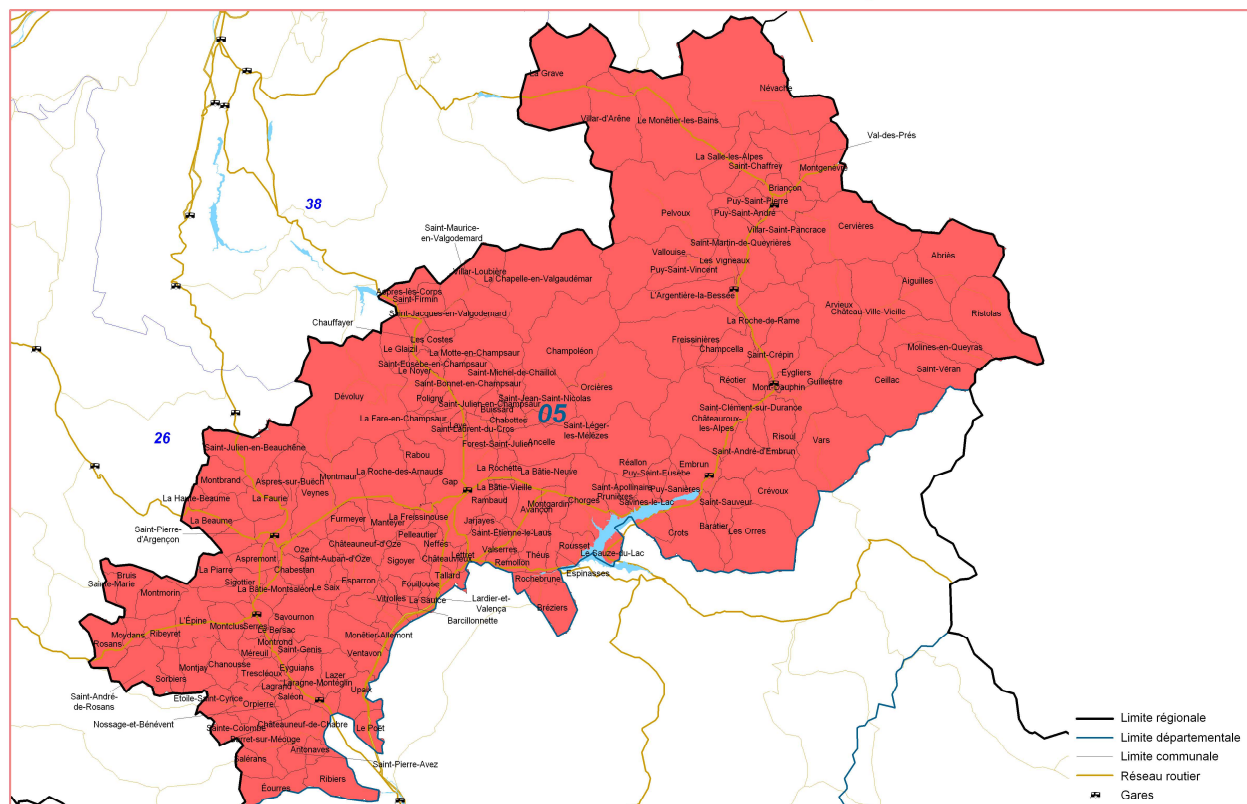 La Grave
Névache
Villar-d'Arêne
Le Monêtier-les-Bains
Val-des-Prés
La Salle-les-Alpes
Saint-Chaffrey
Montgenèvre
Briançon
Puy-Saint-Pierre
38
Pelvoux
Puy-Saint-André
Saint-Maurice-
en-Valgodemard
Villar-Saint-Pancrace
Cervières
Saint-Martin-de-Queyrières
Vallouise
Les Vigneaux
Abriès
Villar-Loubière
La Chapelle-en-Valgaudémar
Puy-Saint-Vincent
Aiguilles
Aspres-lès-Corps
Saint-Firmin
L'Argentière-la-Bessée
Arvieux
Château-Ville-Vieille
Ristolas
Saint-Jacques-en-Valgodemard
Chauffayer
La Roche-de-Rame
Les Costes
Le Glaizil
La Motte-en-Champsaur
Champoléon
Freissinières
Champcella
Molines-en-Queyras
Saint-Crépin
Saint-Eusèbe-en-Champsaur
Le Noyer
Saint-Michel-de-Chaillol
Saint-Véran
Eygliers
Réotier
Mont-Dauphin
Guillestre
Ceillac
Saint-Bonnet-en-Champsaur
Orcières
Dévoluy
Poligny
Saint-Jean-Saint-Nicolas
Saint-Julien-en-Champsaur
Buissard
05
Saint-Clément-sur-Durance
La Fare-en-Champsaur
Laye
Chabottes
Saint-Laurent-du-Cros
Saint-Léger-
les-Mélèzes
Châteauroux-
les-Alpes
26
Risoul
Vars
Saint-Julien-en-Beauchêne
Forest-Saint-Julien
Ancelle
Saint-André-d'Embrun
Rabou
Réallon
Embrun
Montbrand
Aspres-sur-Buëch
Montmaur
La Roche-des-Arnauds
La Rochette
La Bâtie-Neuve
Puy-Saint-Eusèbe
Gap
La Bâtie-Vieille
Saint-Apollinaire
Puy-Sanières
Crévoux
La Haute-Beaume
La Faurie
Veynes
Rambaud
Montgardin
Chorges
Prunières
Savines-le-Lac
Saint-Sauveur
Avançon
La Beaume
Furmeyer
Manteyer
La Freissinouse
Jarjayes
Baratier
Les Orres
Crots
Saint-Pierre-
d'Argençon
Pelleautier
Saint-Étienne-le-Laus
Châteauneuf-d'Oze
Neffes
Oze
Valserres
Rousset
Le Sauze-du-Lac
Aspremont
Saint-Auban-d'Oze
Sigoyer
Châteauvieux
Lettret
Théus
Remollon
La Piarre
Chabestan
Tallard
Rochebrune
Espinasses
Bruis
Sainte-Marie
Sigottier
Esparron
Fouillouse
La Bâtie-Montsaléon
Le Saix
Montmorin
Vitrolles
La Saulce
Lardier-et-
Valença
Bréziers
Savournon
Barcillonnette
L'Épine
Montclus
Serres
Le Bersac
Moydans
Ribeyret
Monêtier-Allemont
Rosans
Montrond
Méreuil
Saint-Genis
Ventavon
Chanousse
Montjay
Eyguians
Trescléoux
Lazer
Sorbiers
Lagrand
Laragne-Montéglin
Upaix
Saint-André-
de-Rosans
Étoile-Saint-Cyrice
Saléon
Orpierre
Nossage-et-Bénévent
Sainte-Colombe
Châteauneuf-de-Chabre
Le Poët
Barret-sur-Méouge
Antonaves
Salérans
Saint-Pierre-Avez
Ribiers
Éourres
Limite régionale
Limite départementale
Limite communale
Réseau routier
Gares